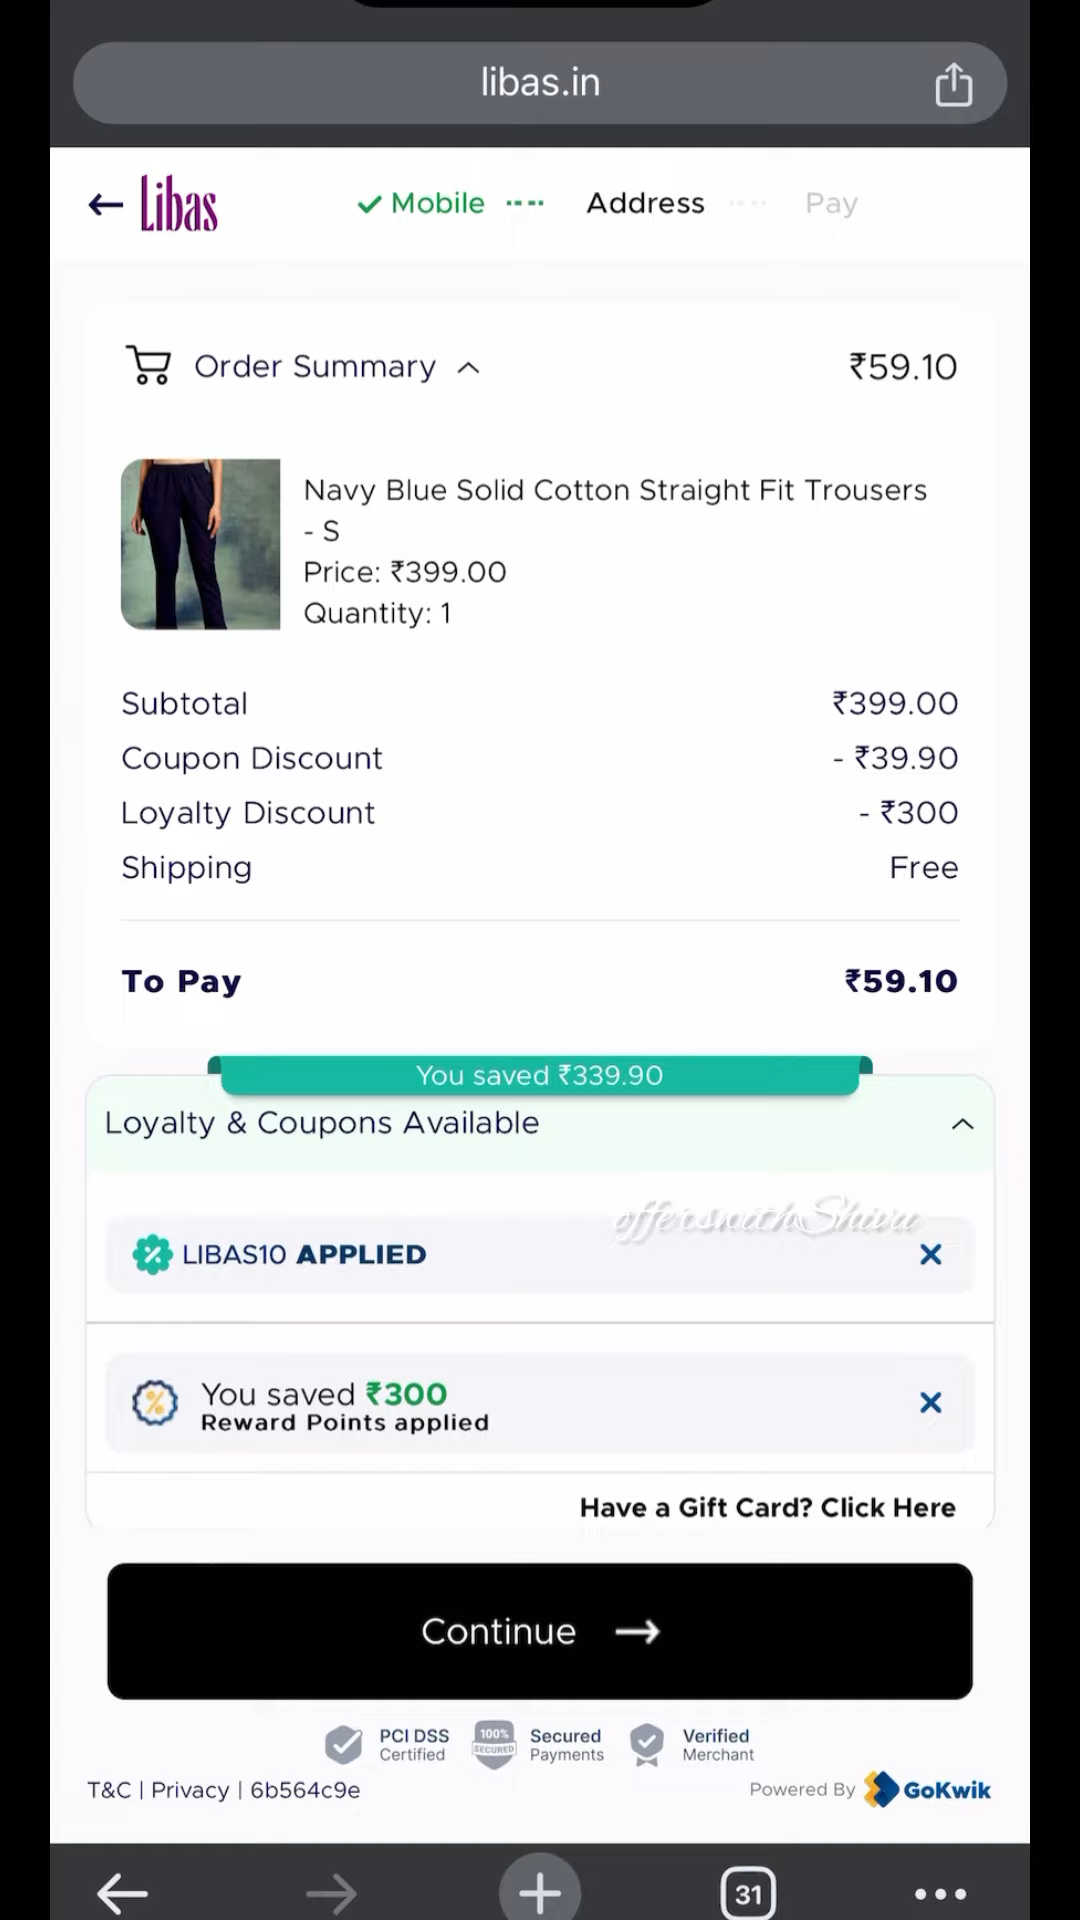 libas.in
Libas
Mobile
Address
Pay
Order Summary
₹59.10
Navy Blue Solid Cotton Straight Fit Trousers
- S
Price: ₹399.00
Quantity: 1
Subtotal ₹399.00
Coupon Discount - ₹39.90
Loyalty Discount - ₹300
Shipping Free
To Pay ₹59.10
You saved ₹339.90
Loyalty & Coupons Available
offerswithShivu
LIBAS10 APPLIED
You saved ₹300
Reward Points applied
Have a Gift Card? Click Here
Continue
PCI DSS
Certified
100%
SECURED
Secured
Payments
Verified
Merchant
T&C | Privacy | 6b564c9e
Powered By GoKwik
31